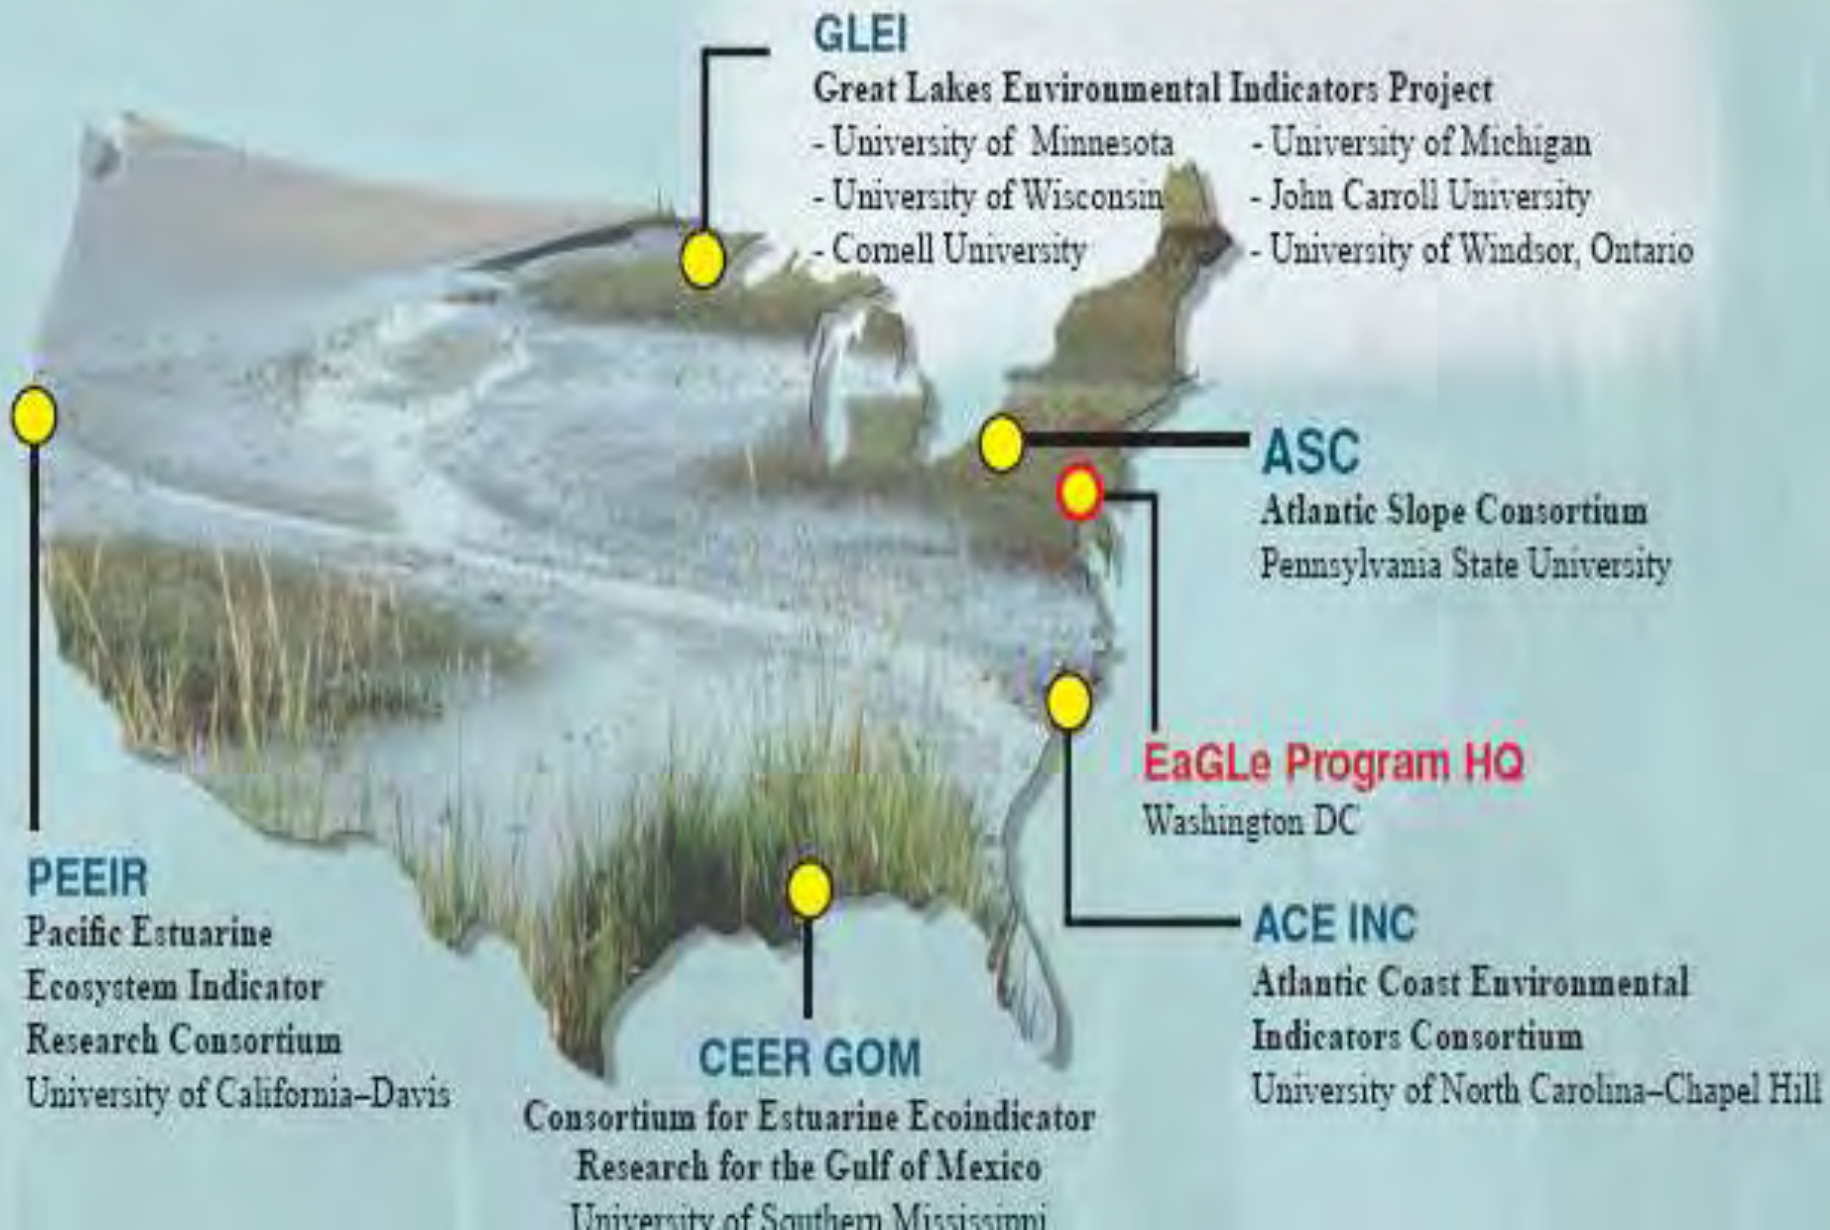 GLEI
Great Lakes Environmental Indicators Project
- University of Minnesota
- University of Michigan
- University of Wisconsin
- John Carroll University
- Cornell University
- University of Windsor, Ontario
ASC
Atlantic Slope Consortium
Pennsylvania State University
EaGLe Program HQ
Washington DC
PEEIR
Pacific Estuarine
Ecosystem Indicator
Research Consortium
University of California–Davis
ACE INC
Atlantic Coast Environmental
Indicators Consortium
University of North Carolina–Chapel Hill
CEER GOM
Consortium for Estuarine Ecoindicator
Research for the Gulf of Mexico
University of Southern Mississippi